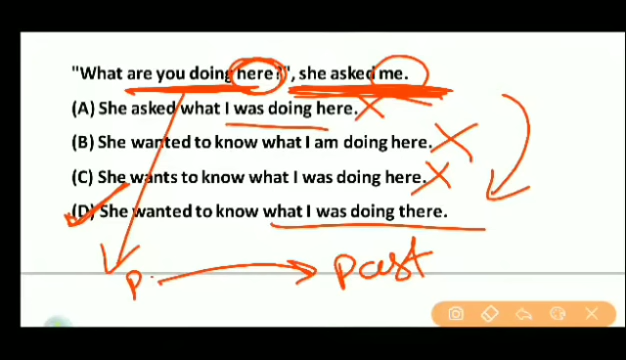 "What are you doing here?", she asked me.
(A) She asked what I was doing here.
(B) She wanted to know what I am doing here.
(C) She wants to know what I was doing here.
(D) She wanted to know what I was doing there.
P. past